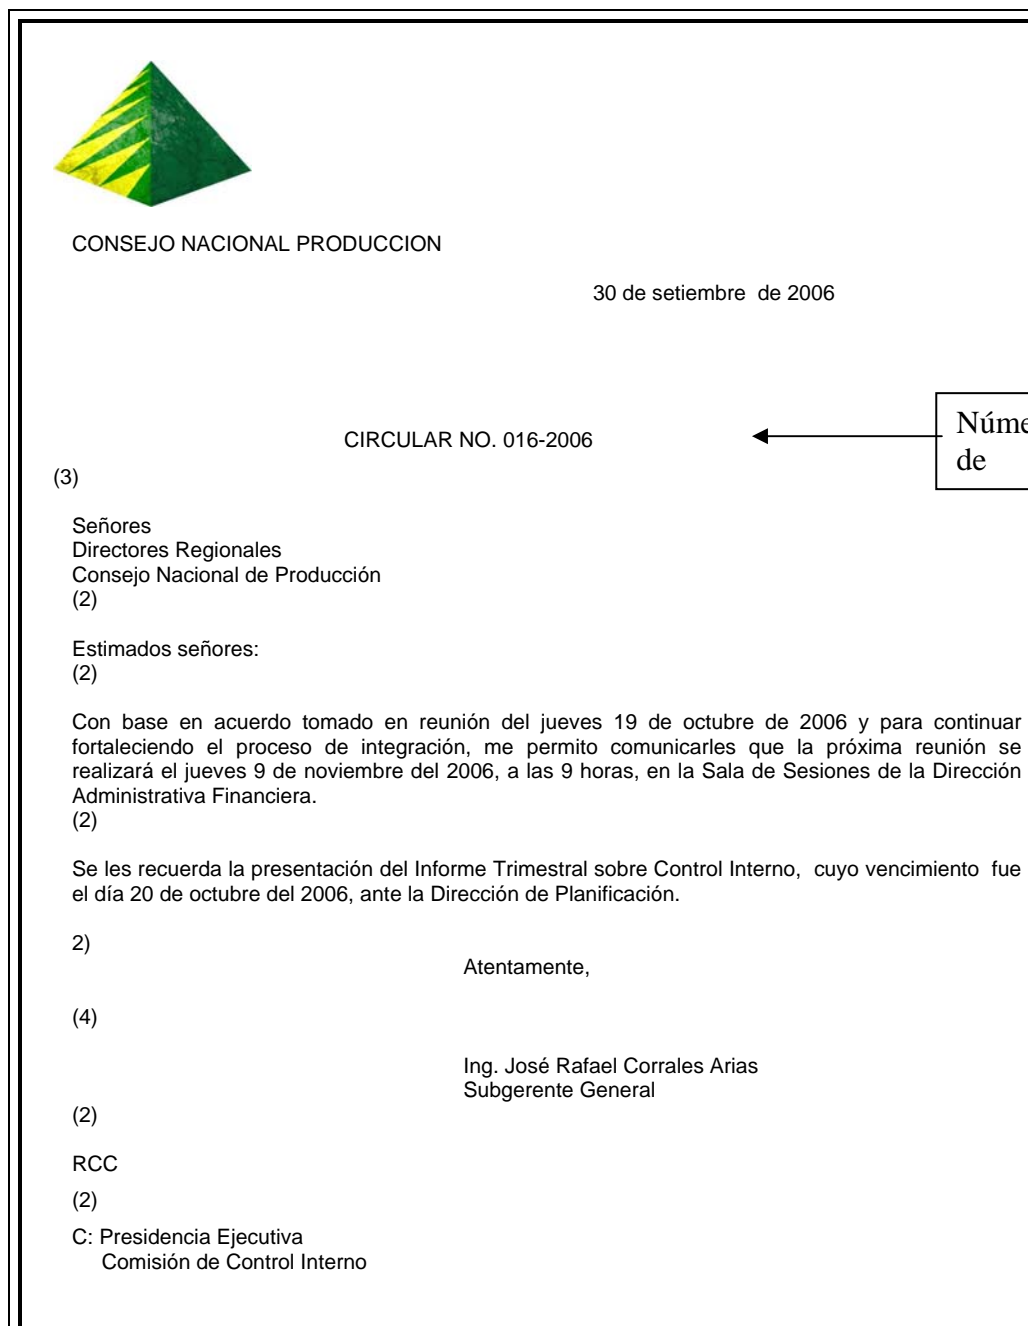 CONSEJO NACIONAL PRODUCCION
30 de setiembre de 2006
CIRCULAR NO. 016-2006
de
(3)
Señores
Directores Regionales
Consejo Nacional de Producción
(2)
Estimados señores:
(2)
Con base en acuerdo tomado en reunión del jueves 19 de octubre de 2006 y para continuar
fortaleciendo el proceso de integración, me permito comunicarles que la próxima reunión se
realizará el jueves 9 de noviembre del 2006, a las 9 horas, en la Sala de Sesiones de la Dirección
Administrativa Financiera.
(2)
Se les recuerda la presentación del Informe Trimestral sobre Control Interno, cuyo vencimiento fue
el día 20 de octubre del 2006, ante la Dirección de Planificación.
2)
Atentamente,
(4)
Ing. José Rafael Corrales Arias
Subgerente General
(2)
RCC
(2)
C: Presidencia Ejecutiva
Comisión de Control Interno